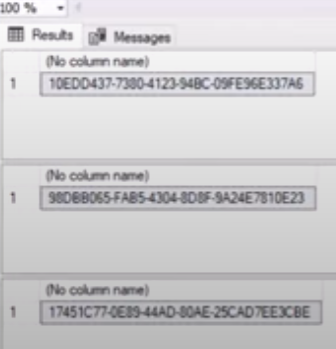 100 %
Results Messages
(No column name)
1 10EDD437-7380-4123-94BC-09FE96E337A6
(No column name)
1 98DBB065-FAB5-4304-8D8F-9A24E7810E23
(No column name)
1 17451C77-0E89-44AD-80AE-25CAD7EE3CBE